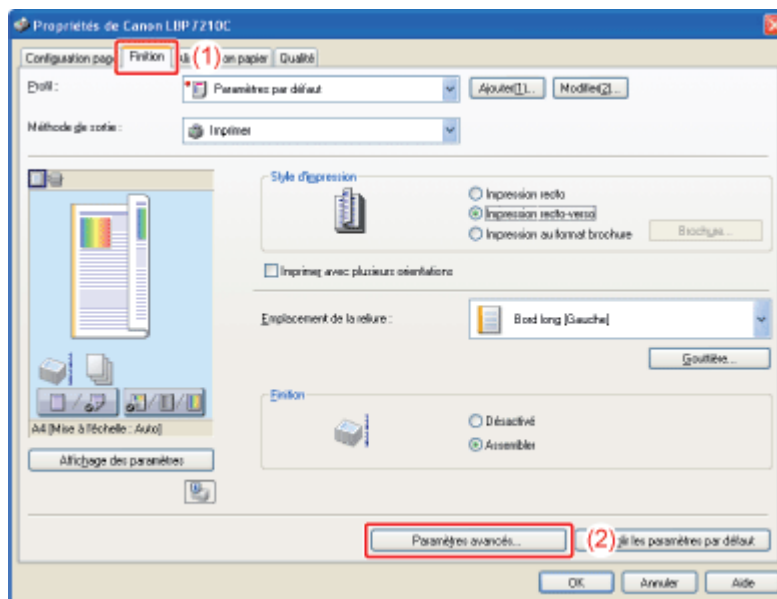 Propriétés de Canon LBP7210C
Configuration page Finition (1) on papier Qualité
Profil : Paramètres par défaut Ajouter(1)... Modifier(2)...
Méthode de sortie : Imprimer
Style d'impression
Impression recto
Impression recto-verso
Impression au format brochure Brochure...
Imprimer avec plusieurs orientations
Emplacement de la reliure : Bord long [Gauche]
Gouttière...
Finition
Désactivé
Assembler
A4 [Mise à l'échelle : Auto]
Affichage des paramètres
Paramètres avancés... (2) les paramètres par défaut
OK Annuler Aide